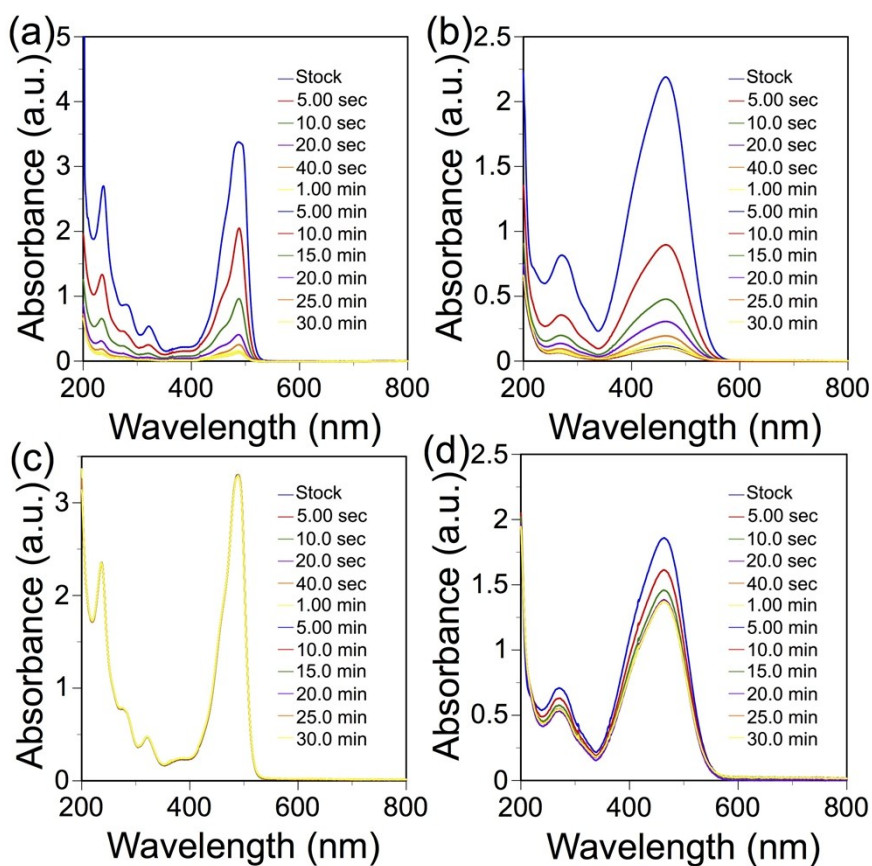 (a)
Absorbance (a.u.)
5
4
3
2
1
0
200 400 600 800
Wavelength (nm)
Stock
5.00 sec
10.0 sec
20.0 sec
40.0 sec
1.00 min
5.00 min
10.0 min
15.0 min
20.0 min
25.0 min
30.0 min
(b)
Absorbance (a.u.)
2.5
2
1.5
1
0.5
0
200 400 600 800
Wavelength (nm)
Stock
5.00 sec
10.0 sec
20.0 sec
40.0 sec
1.00 min
5.00 min
10.0 min
15.0 min
20.0 min
25.0 min
30.0 min
(c)
Absorbance (a.u.)
3
2
1
0
200 400 600 800
Wavelength (nm)
Stock
5.00 sec
10.0 sec
20.0 sec
40.0 sec
1.00 min
5.00 min
10.0 min
15.0 min
20.0 min
25.0 min
30.0 min
(d)
Absorbance (a.u.)
2.5
2
1.5
1
0.5
0
200 400 600 800
Wavelength (nm)
Stock
5.00 sec
10.0 sec
20.0 sec
40.0 sec
1.00 min
5.00 min
10.0 min
15.0 min
20.0 min
25.0 min
30.0 min